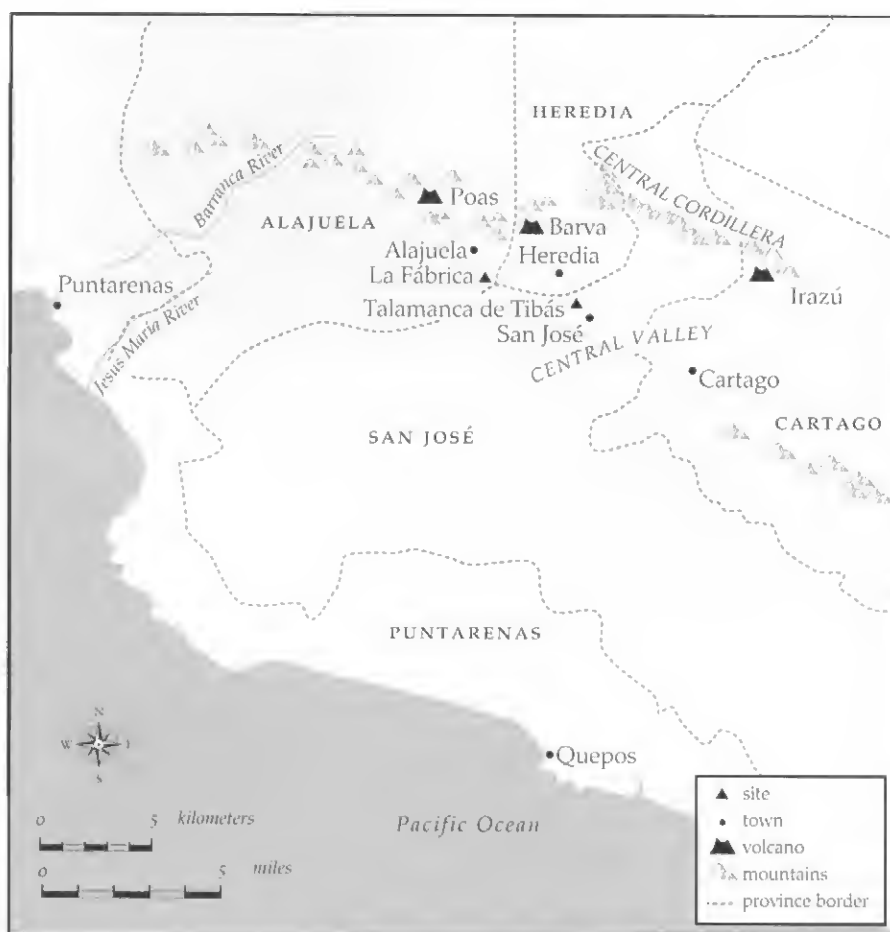 HEREDIA
CENTRAL CORDILLERA
Barranca River
Poas
ALAJUELA
Barva
Alajuela
Heredia
La Fábrica
Puntarenas
Irazú
Talamanca de Tibás
San José
Jesús María River
CENTRAL VALLEY
Cartago
CARTAGO
SAN JOSÉ
PUNTARENAS
N
W
S
Quepos
site
town
volcano
mountains
province border
0 5 kilometers
0 5 miles
Pacific Ocean